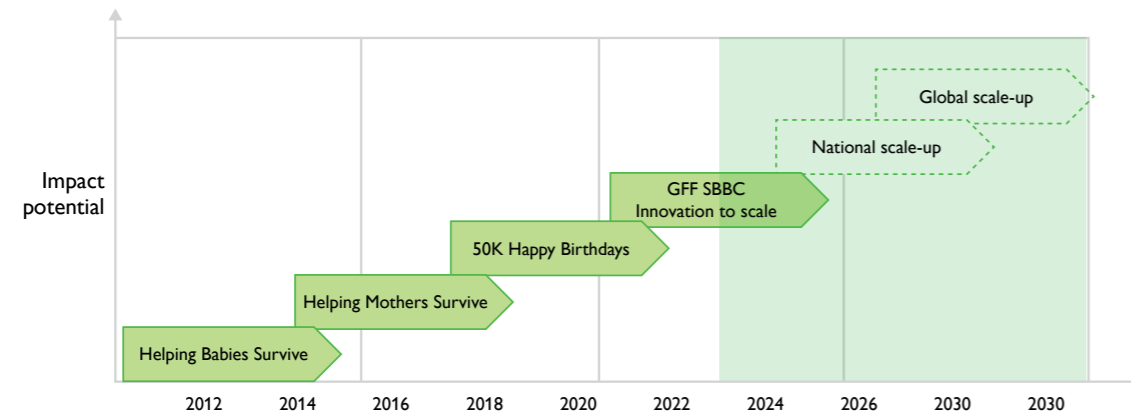 Global scale-up
National scale-up
GFF SBBC
Innovation to scale
Impact
potential
50K Happy Birthdays
Helping Mothers Survive
Helping Babies Survive
2012 2014 2016 2018 2020 2022 2024 2026 2030 2030